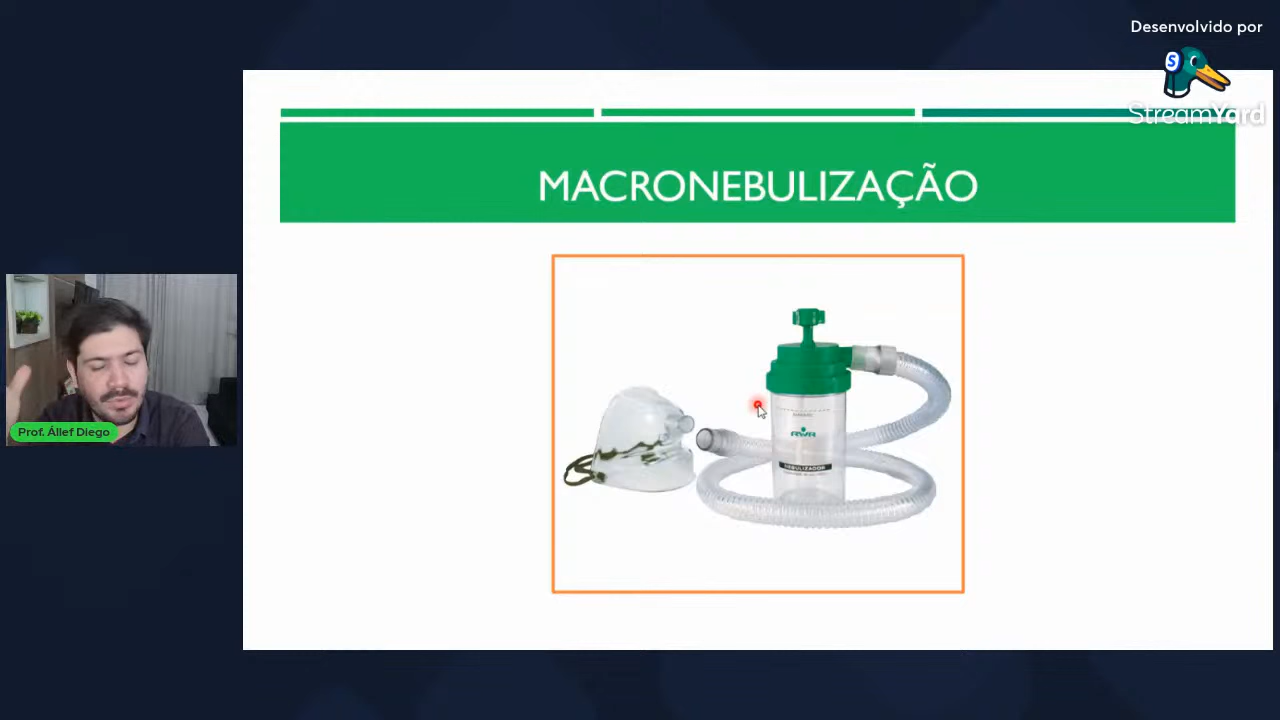 Desenvolvido por
StreamYard
MACRONEBULIZAÇÃO
NEBULIZADOR
Prof. Állef Diego